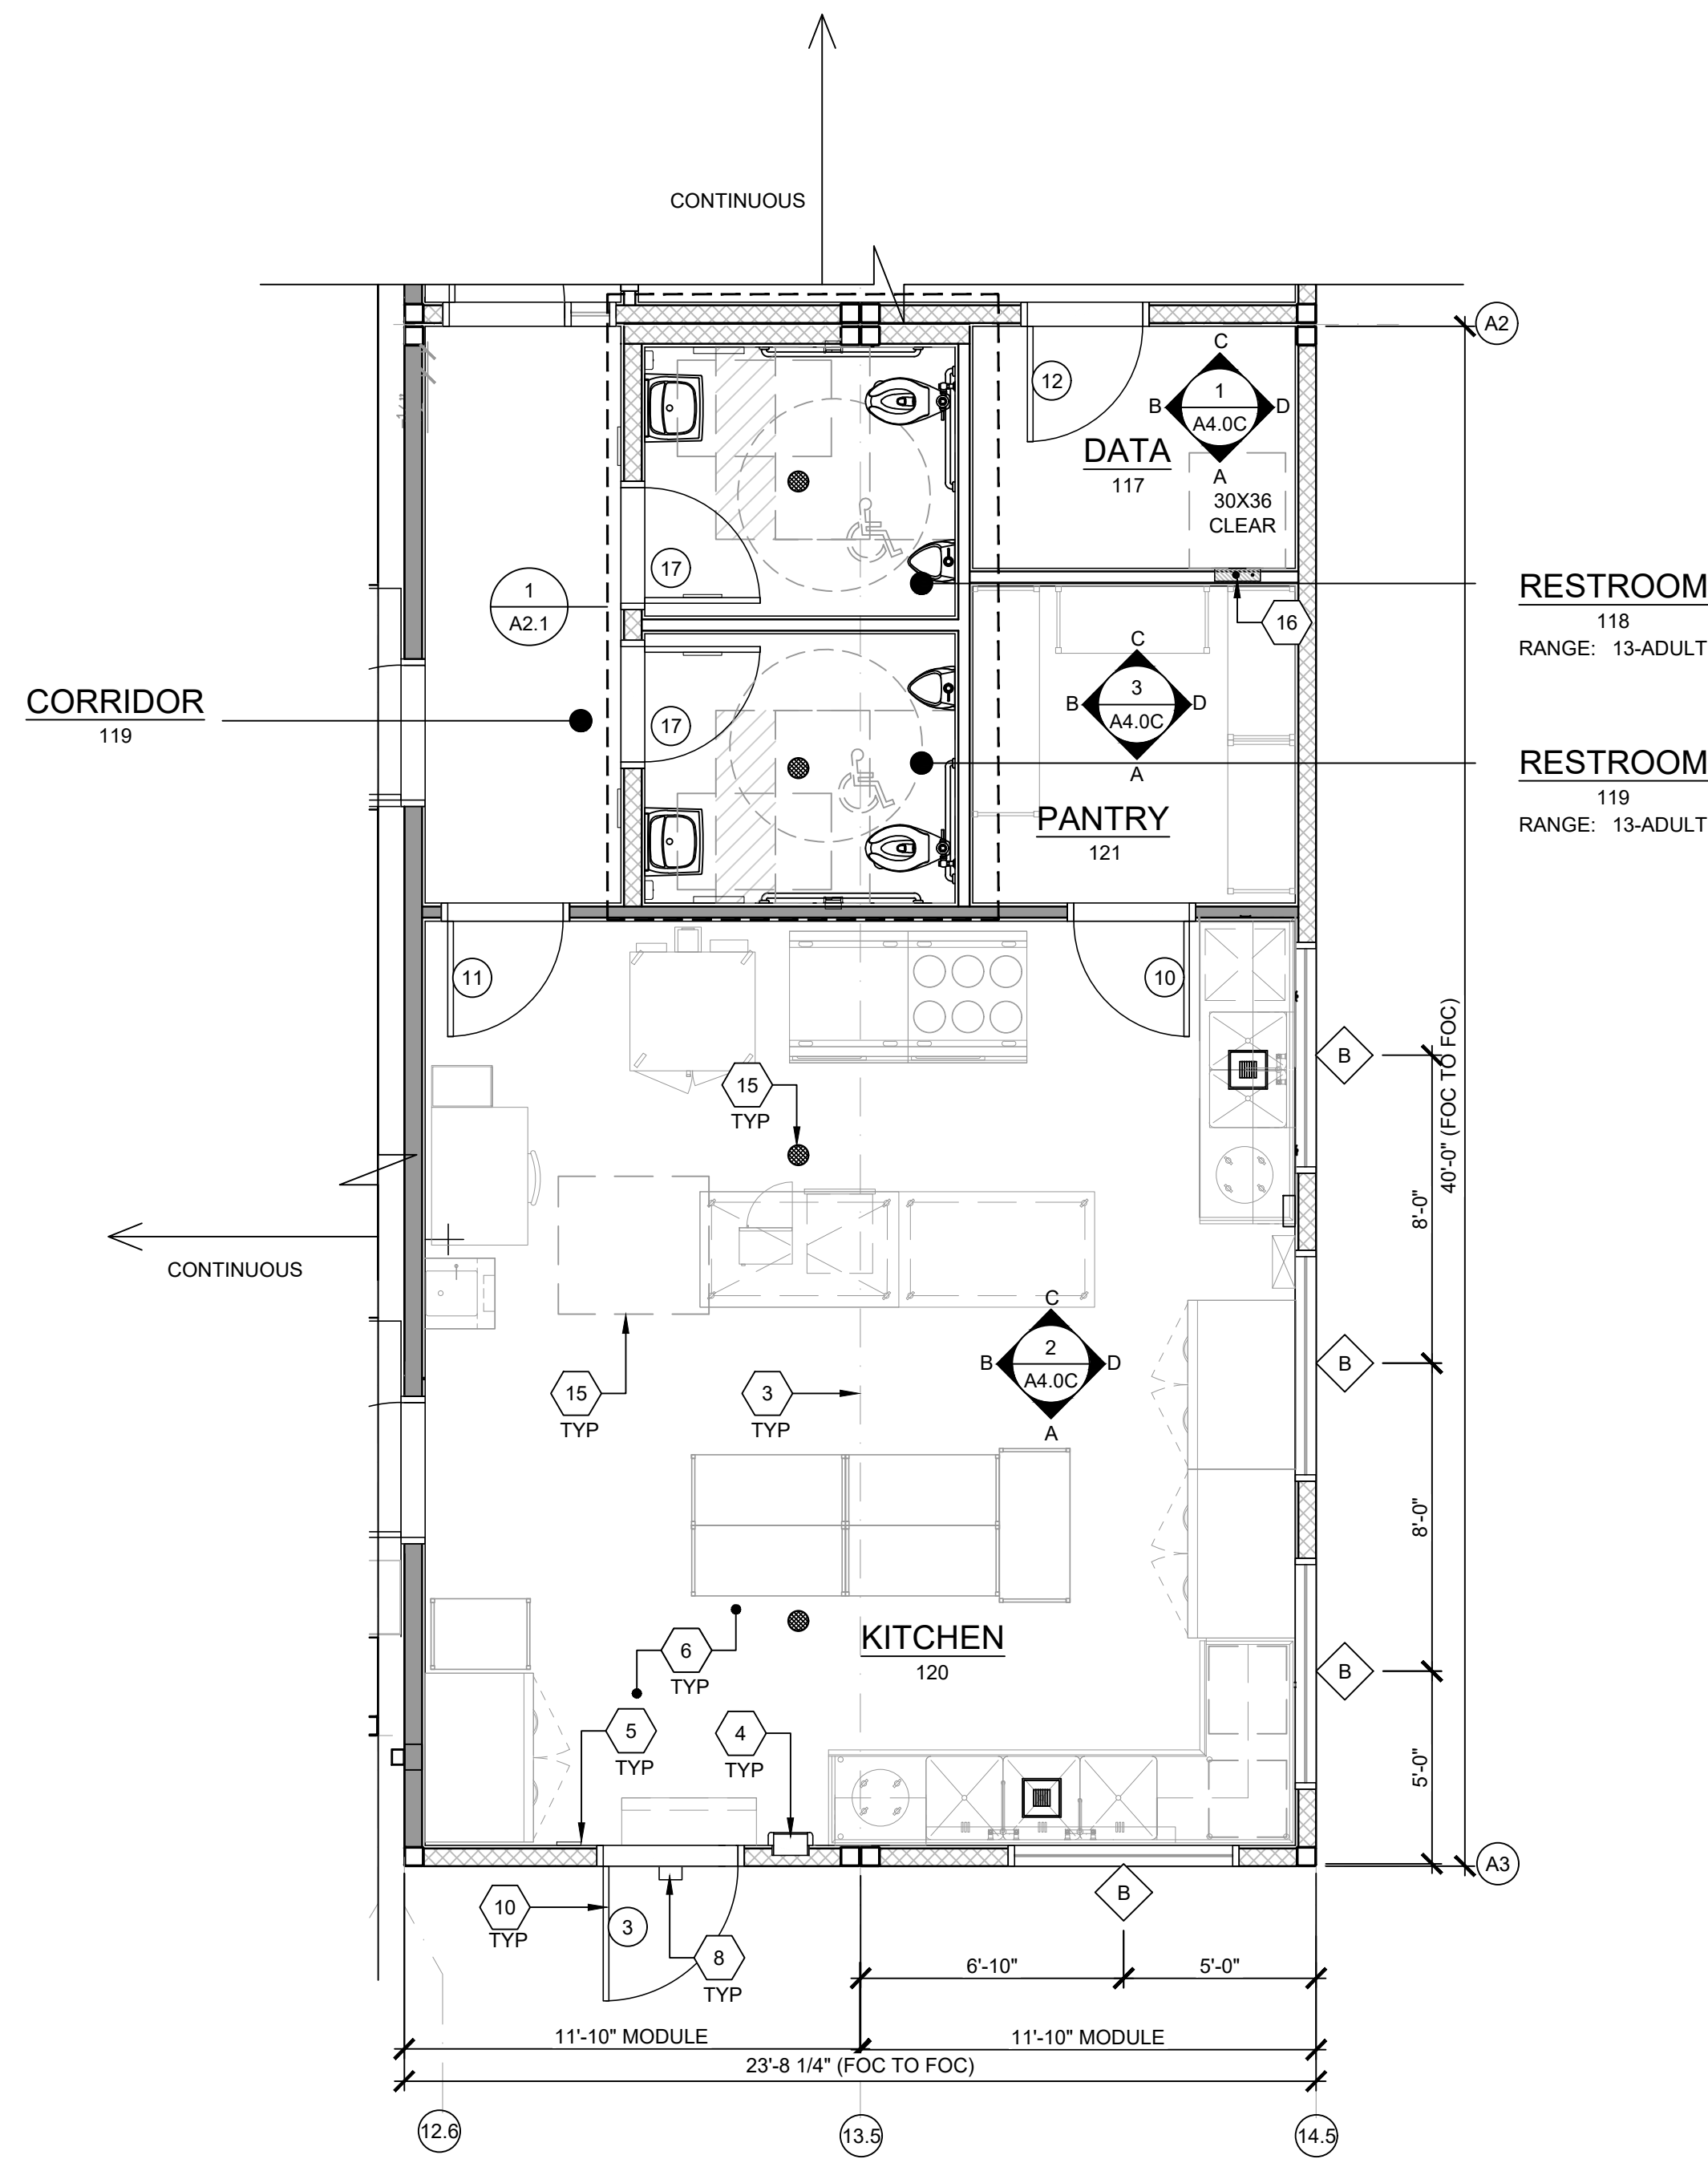 CONTINUOUS
A2
C
12
1
B
D
A4.0C
DATA
117
A
30X36
CLEAR
17
1
A2.1
16
RESTROOM
118
RANGE: 13-ADULT
C
3
B
D
A4.0C
A
CORRIDOR
119
17
RESTROOM
119
RANGE: 13-ADULT
PANTRY
121
11
10
B
40'-0" (FOC TO FOC)
15
TYP
8'-0"
CONTINUOUS
C
2
B
D
A4.0C
A
B
15
TYP
3
TYP
8'-0"
KITCHEN
120
6
TYP
B
5
TYP
4
TYP
5'-0"
A3
B
10
TYP
3
8
TYP
6'-10"
5'-0"
11'-10" MODULE
11'-10" MODULE
23'-8 1/4" (FOC TO FOC)
12.6
13.5
14.5